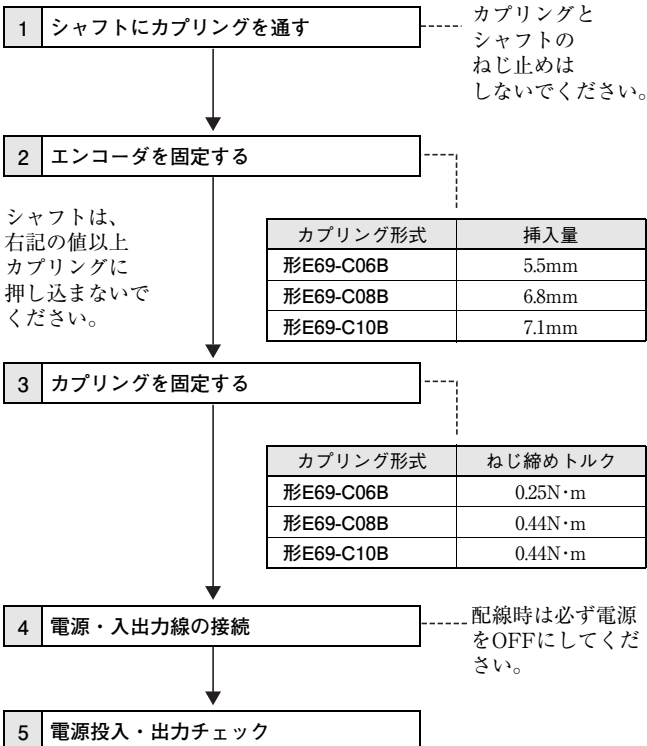 1 シャフトにカプリングを通す
カプリングと
シャフトの
ねじ止めは
しないでください。
2 エンコーダを固定する
シャフトは、
右記の値以上
カプリングに
押し込まないで
ください。
カプリング形式 挿入量
形E69-C06B 5.5mm
形E69-C08B 6.8mm
形E69-C10B 7.1mm
3 カプリングを固定する
カプリング形式 ねじ締めトルク
形E69-C06B 0.25N・m
形E69-C08B 0.44N・m
形E69-C10B 0.44N・m
4 電源・入出力線の接続
配線時は必ず電源
をOFFにしてくだ
さい。
5 電源投入・出力チェック